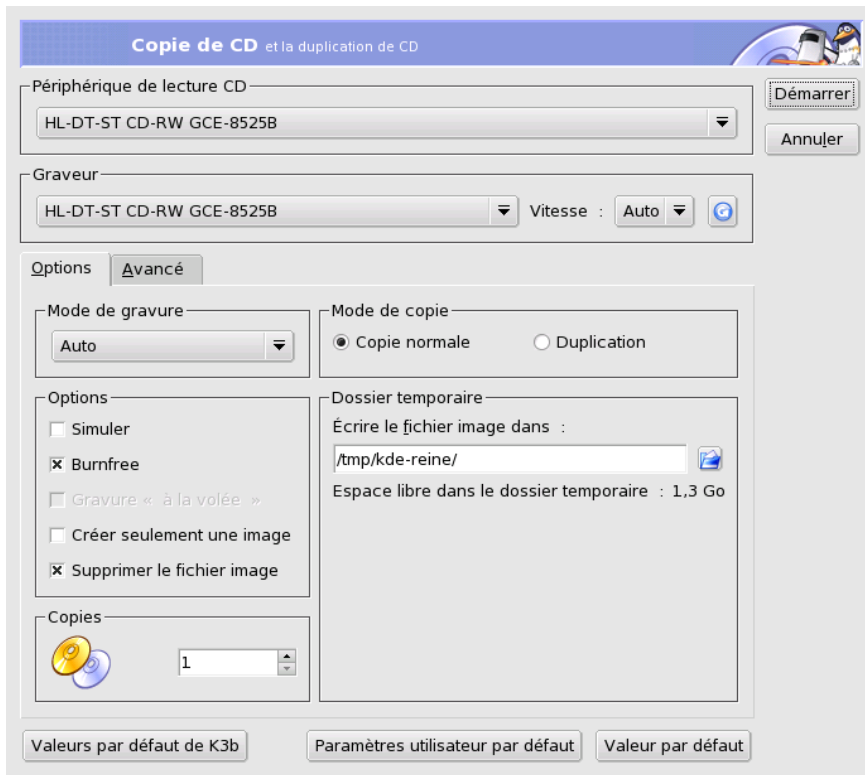 Copie de CD et la duplication de CD
Périphérique de lecture CD
HL-DT-ST CD-RW GCE-8525B
Démarrer
Annuler
Graveur
HL-DT-ST CD-RW GCE-8525B Vitesse : Auto
Options Avancé
Mode de gravure
Auto
Mode de copie
Copie normale Duplication
Options
Simuler
Burnfree
Gravure « à la volée »
Créer seulement une image
Supprimer le fichier image
Dossier temporaire
Écrire le fichier image dans :
/tmp/kde-reine/
Espace libre dans le dossier temporaire : 1,3 Go
Copies
1
Valeurs par défaut de K3b Paramètres utilisateur par défaut Valeur par défaut